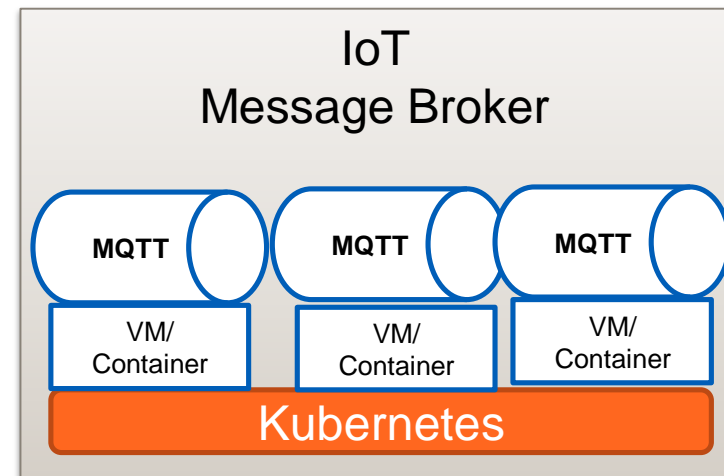 IoT
Message Broker
MQTT
MQTT
MQTT
VM/
Container
VM/
Container
VM/
Container
Kubernetes